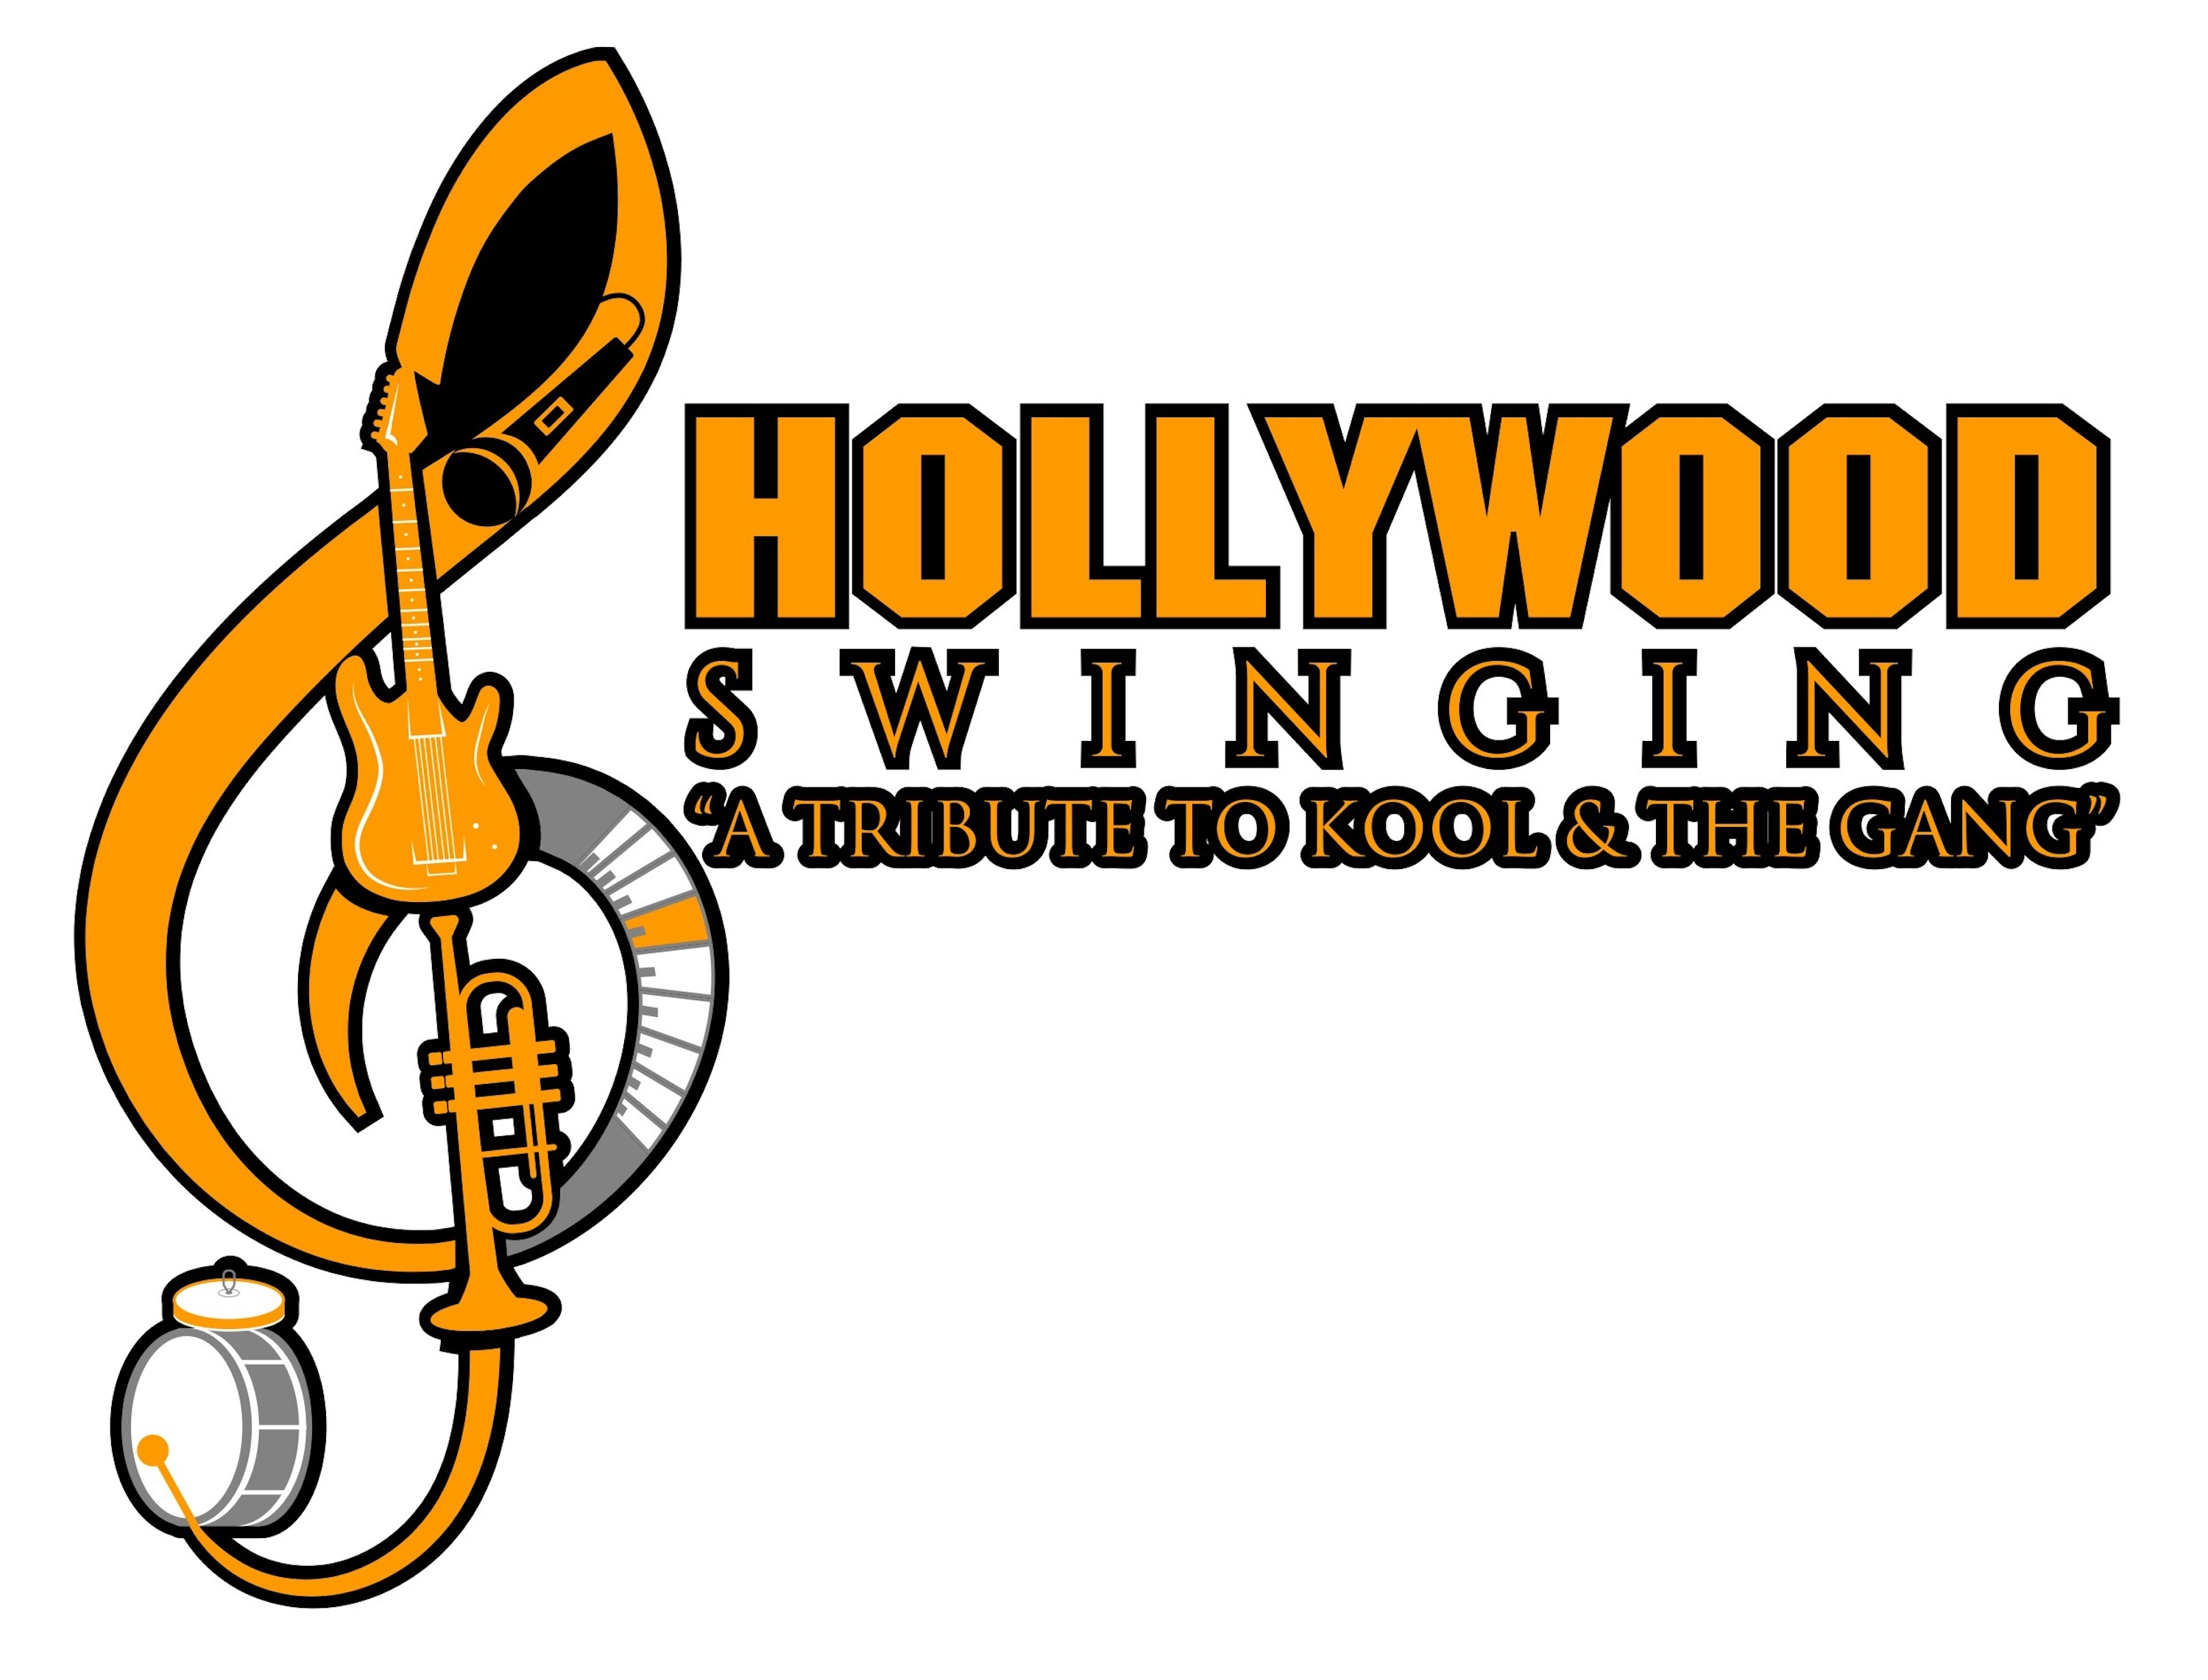 HOLLYWOOD
SWINGING
“A TRIBUTE TO KOOL & THE GANG”